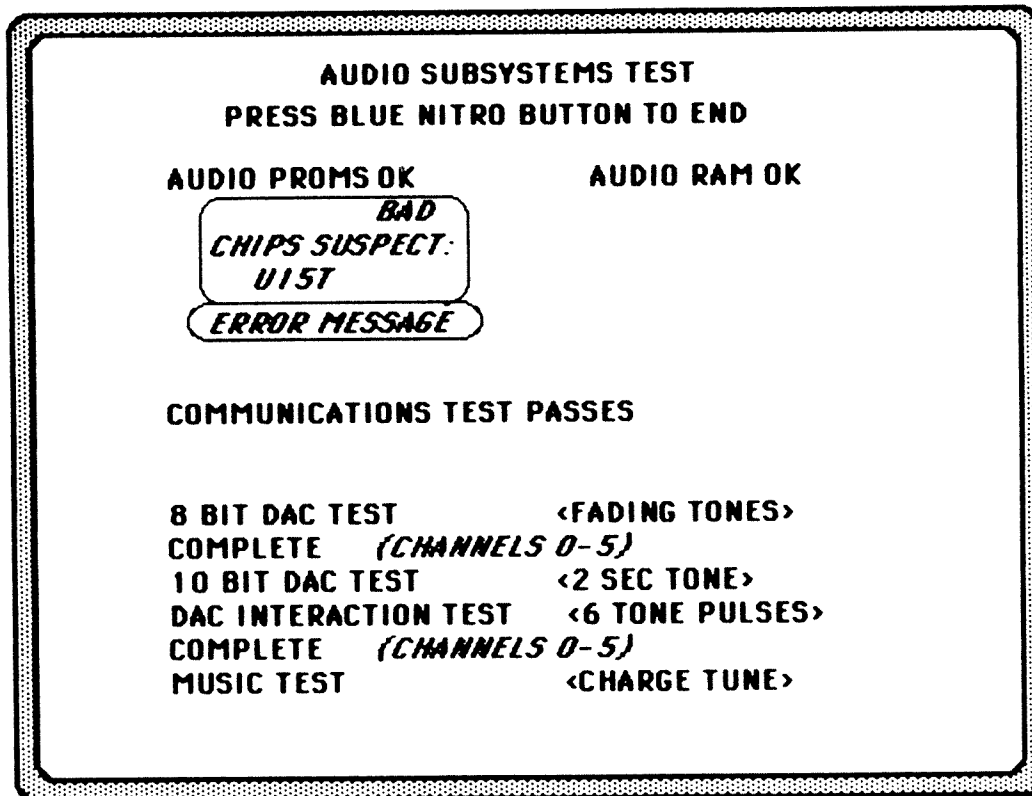 AUDIO SUBSYSTEMS TEST
PRESS BLUE NITRO BUTTON TO END
AUDIO PROMS OK AUDIO RAM OK
BAD
CHIPS SUSPECT:
U15T
ERROR MESSAGE
COMMUNICATIONS TEST PASSES
8 BIT DAC TEST <FADING TONES>
COMPLETE (CHANNELS 0-5)
10 BIT DAC TEST <2 SEC TONE>
DAC INTERACTION TEST <6 TONE PULSES>
COMPLETE (CHANNELS 0-5)
MUSIC TEST <CHARGE TUNE>